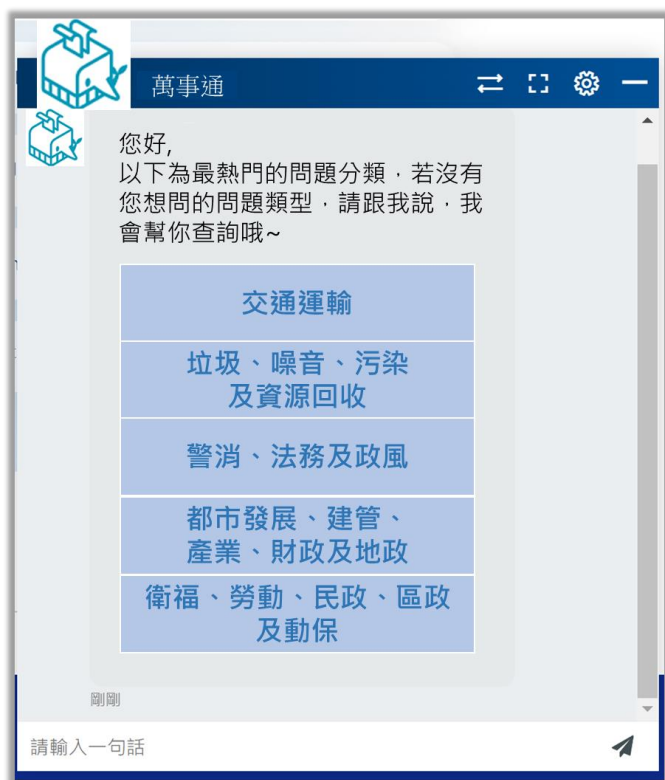 萬事通
您好,
以下為最熱門的問題分類，若沒有
您想問的問題類型，請跟我說，我
會幫你查詢哦~
交通運輸
垃圾、噪音、污染
及資源回收
警消、法務及政風
都市發展、建管、
產業、財政及地政
衛福、勞動、民政、區政
及動保
剛剛
請輸入一句話